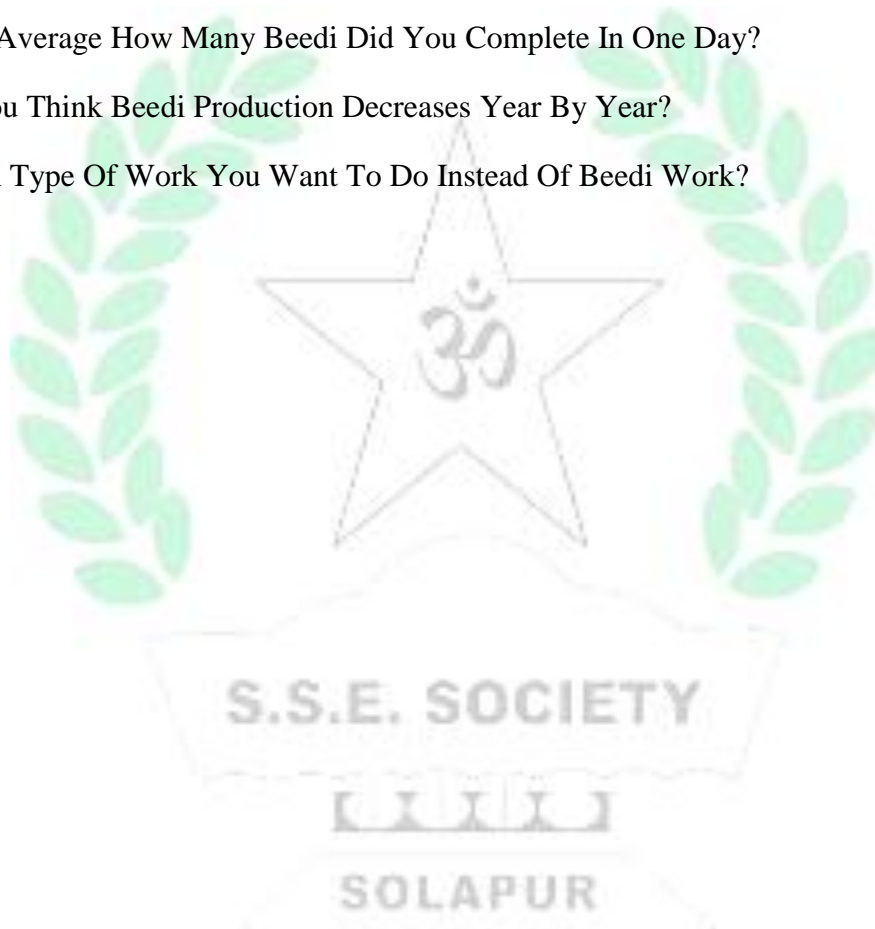 Average How Many Beedi Did You Complete In One Day?
ou Think Beedi Production Decreases Year By Year?
Type Of Work You Want To Do Instead Of Beedi Work?
ॐ
S.S.E. SOCIETY
SOLAPUR